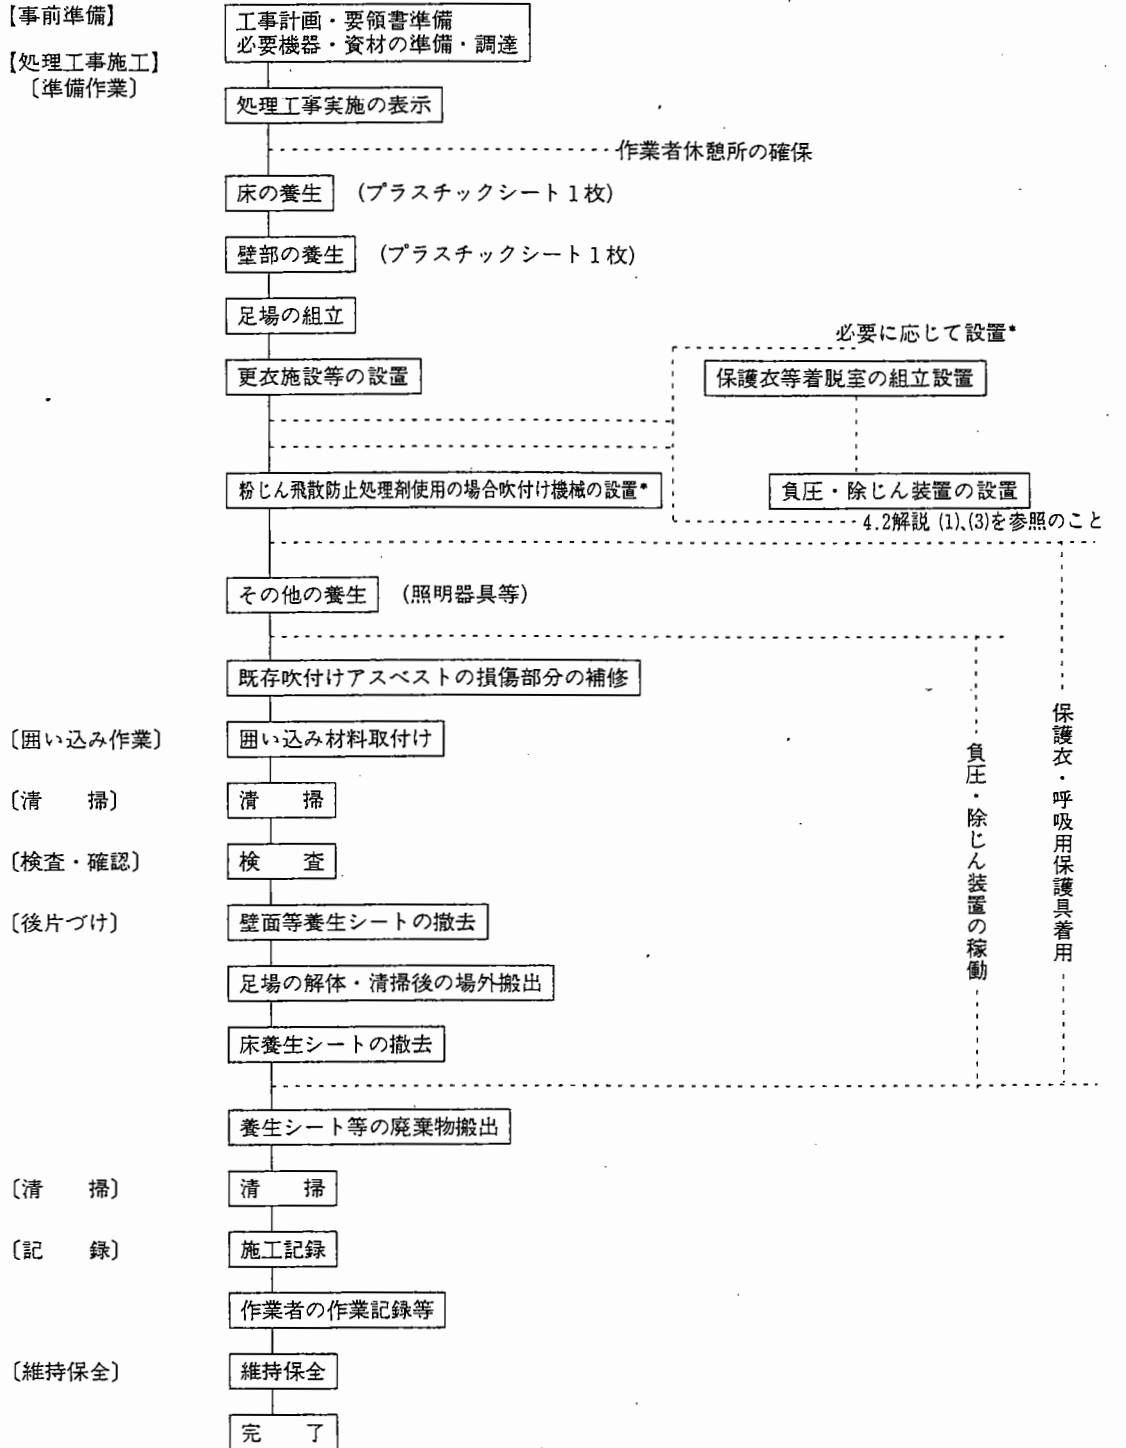 【事前準備】
工事計画・要領書準備
必要機器・資材の準備・調達
【処理工事施工】
〔準備作業〕
処理工事実施の表示
作業者休憩所の確保
床の養生 (プラスチックシート1枚)
壁部の養生 (プラスチックシート1枚)
足場の組立
必要に応じて設置*
更衣施設等の設置
保護衣等着脱室の組立設置
粉じん飛散防止処理剤使用の場合吹付け機械の設置*
負圧・除じん装置の設置
4.2解説 (1)、(3)を参照のこと
その他の養生 (照明器具等)
既存吹付けアスベストの損傷部分の補修
〔囲い込み作業〕 囲い込み材料取付け
〔清 掃〕 清 掃
〔検査・確認〕 検 査
〔後片づけ〕 壁面等養生シートの撤去
足場の解体・清掃後の場外搬出
床養生シートの撤去
負圧・除じん装置の稼働
保護衣・呼吸用保護具着用
養生シート等の廃棄物搬出
〔清 掃〕 清 掃
〔記 録〕 施工記録
作業者の作業記録等
〔維持保全〕 維持保全
完 了